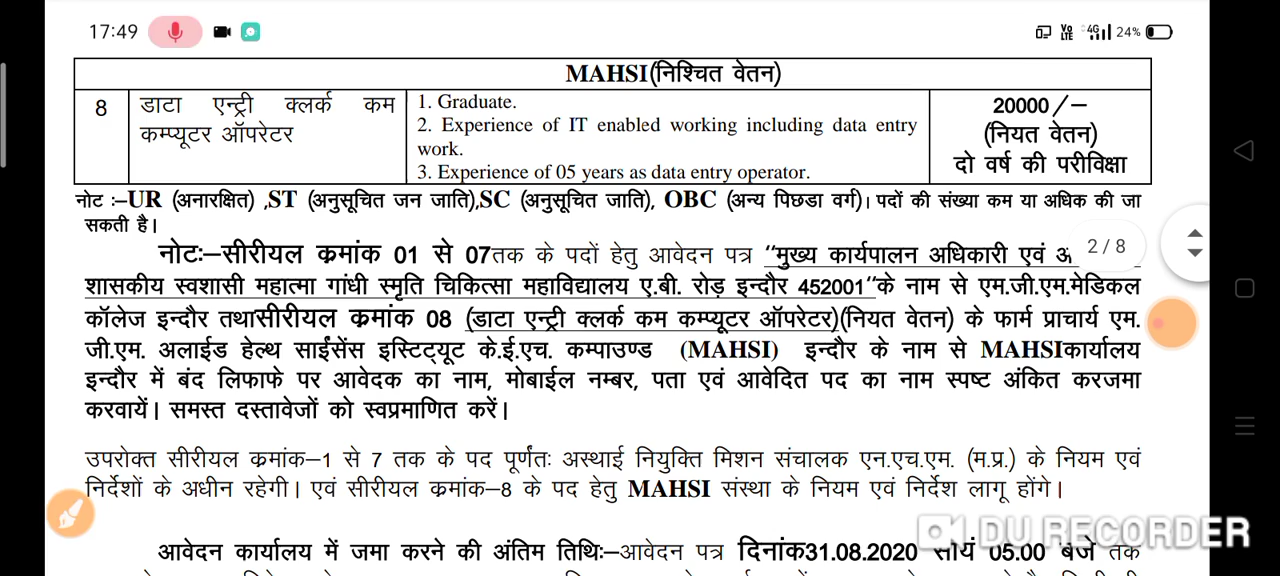 17:49
Vo LTE 4G 24%
MAHSI(निश्चित वेतन)
8 डाटा एन्ट्री क्लर्क कम
कम्प्यूटर ऑपरेटर
1. Graduate.
2. Experience of IT enabled working including data entry
work.
3. Experience of 05 years as data entry operator.
20000/–
(नियत वेतन)
दो वर्ष की परीविक्षा
नोट :–UR (अनारक्षित) ,ST (अनुसूचित जन जाति),SC (अनुसूचित जाति), OBC (अन्य पिछडा वर्ग)। पदों की संख्या कम या अधिक की जा
सकती है।
नोटः–सीरीयल क्रमांक 01 से 07तक के पदों हेतु आवेदन पत्र "मुख्य कार्यपालन अधिकारी एवं अ
2/8
शासकीय स्वशासी महात्मा गांधी स्मृति चिकित्सा महाविद्यालय ए.बी. रोड़ इन्दौर 452001"के नाम से एम.जी.एम.मेडिकल
कॉलेज इन्दौर तथासीरीयल क्रमांक 08 (डाटा एन्ट्री क्लर्क कम कम्प्यूटर ऑपरेटर)(नियत वेतन) के फार्म प्राचार्य एम.
जी.एम. अलाईड हेल्थ साईंसेंस इस्टिट्यूट के.ई.एच. कम्पाउण्ड (MAHSI) इन्दौर के नाम से MAHSIकार्यालय
इन्दौर में बंद लिफाफे पर आवेदक का नाम, मोबाईल नम्बर, पता एवं आवेदित पद का नाम स्पष्ट अंकित करजमा
करवायें। समस्त दस्तावेजों को स्वप्रमाणित करें।
उपरोक्त सीरीयल क्रमांक–1 से 7 तक के पद पूर्णतः अस्थाई नियुक्ति मिशन संचालक एन.एच.एम. (म.प्र.) के नियम एवं
निर्देशों के अधीन रहेगी। एवं सीरीयल क्रमांक–8 के पद हेतु MAHSI संस्था के नियम एवं निर्देश लागू होंगे।
DU RECORDER
आवेदन कार्यालय में जमा करने की अंतिम तिथिः–आवेदन पत्र दिनांक31.08.2020 सांयं 05.00 बजे तक